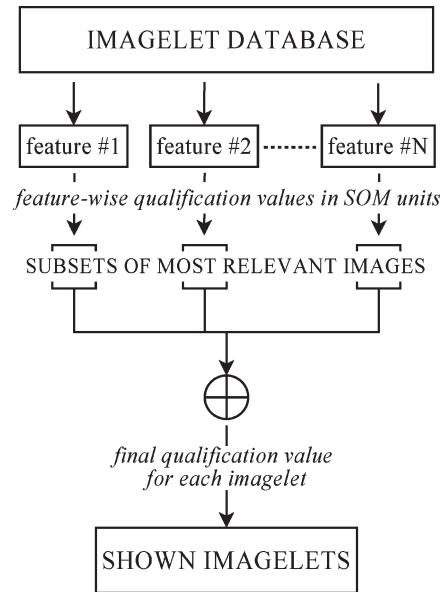 IMAGELET DATABASE
feature #1 feature #2 feature #N
feature-wise qualification values in SOM units
SUBSETS OF MOST RELEVANT IMAGES
final qualification value
for each imagelet
SHOWN IMAGELETS